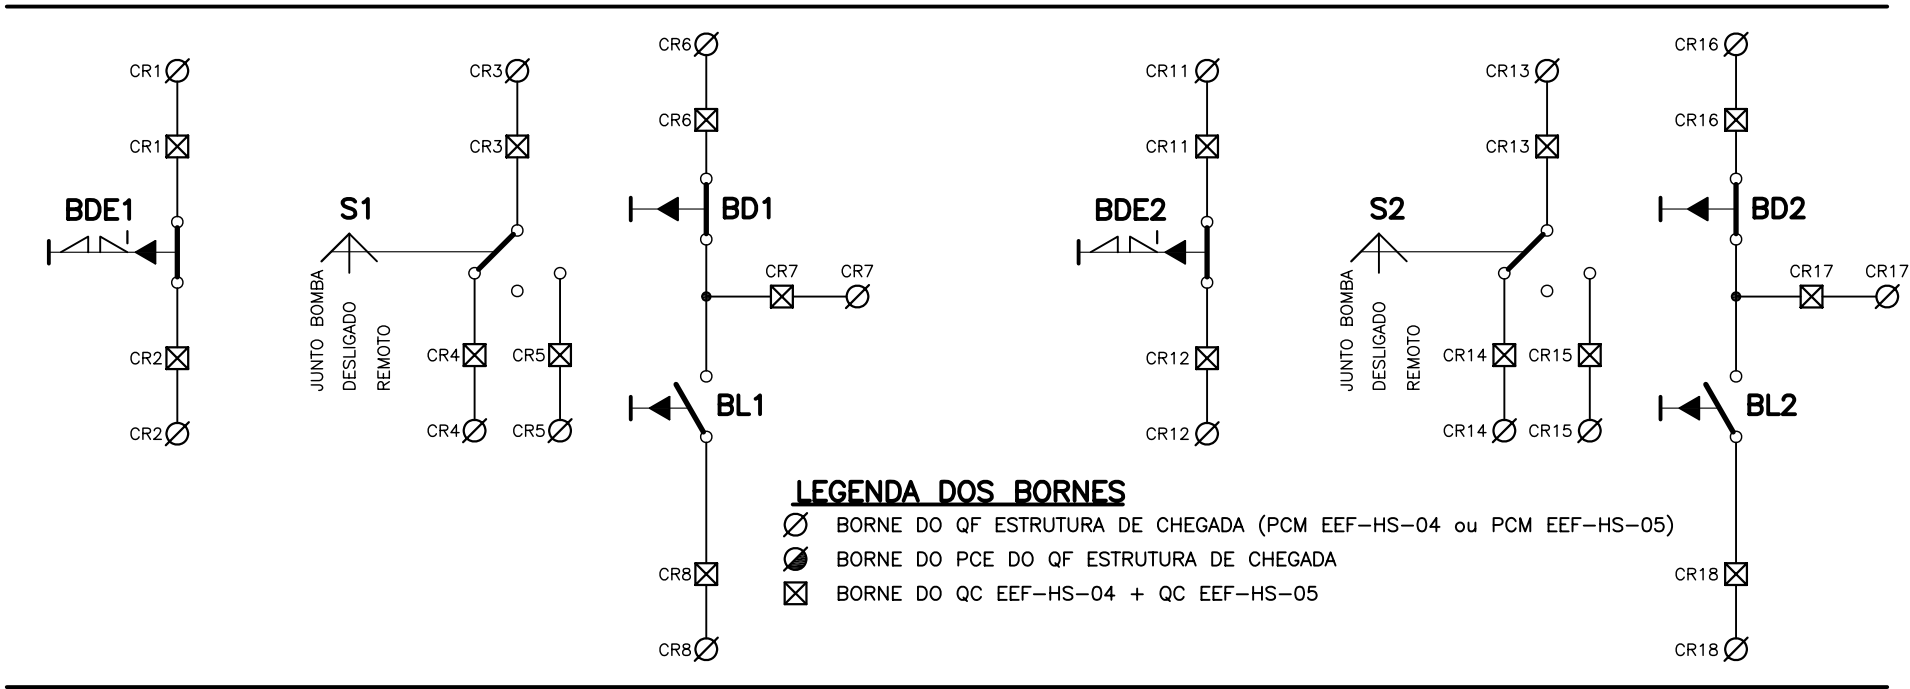 CR1
CR1
BDE1
CR2
CR2
CR3
CR3
S1
JUNTO BOMBA
DESLIGADO
REMOTO
CR4
CR5
CR4
CR5
CR6
CR6
BD1
CR7
CR7
BL1
CR8
CR8
CR11
CR11
BDE2
CR12
CR12
CR13
CR13
S2
JUNTO BOMBA
DESLIGADO
REMOTO
CR14
CR15
CR14
CR15
CR16
CR16
BD2
CR17
CR17
BL2
CR18
CR18
LEGENDA DOS BORNES
BORNE DO QF ESTRUTURA DE CHEGADA (PCM EEF-HS-04 ou PCM EEF-HS-05)
BORNE DO PCE DO QF ESTRUTURA DE CHEGADA
BORNE DO QC EEF-HS-04 + QC EEF-HS-05